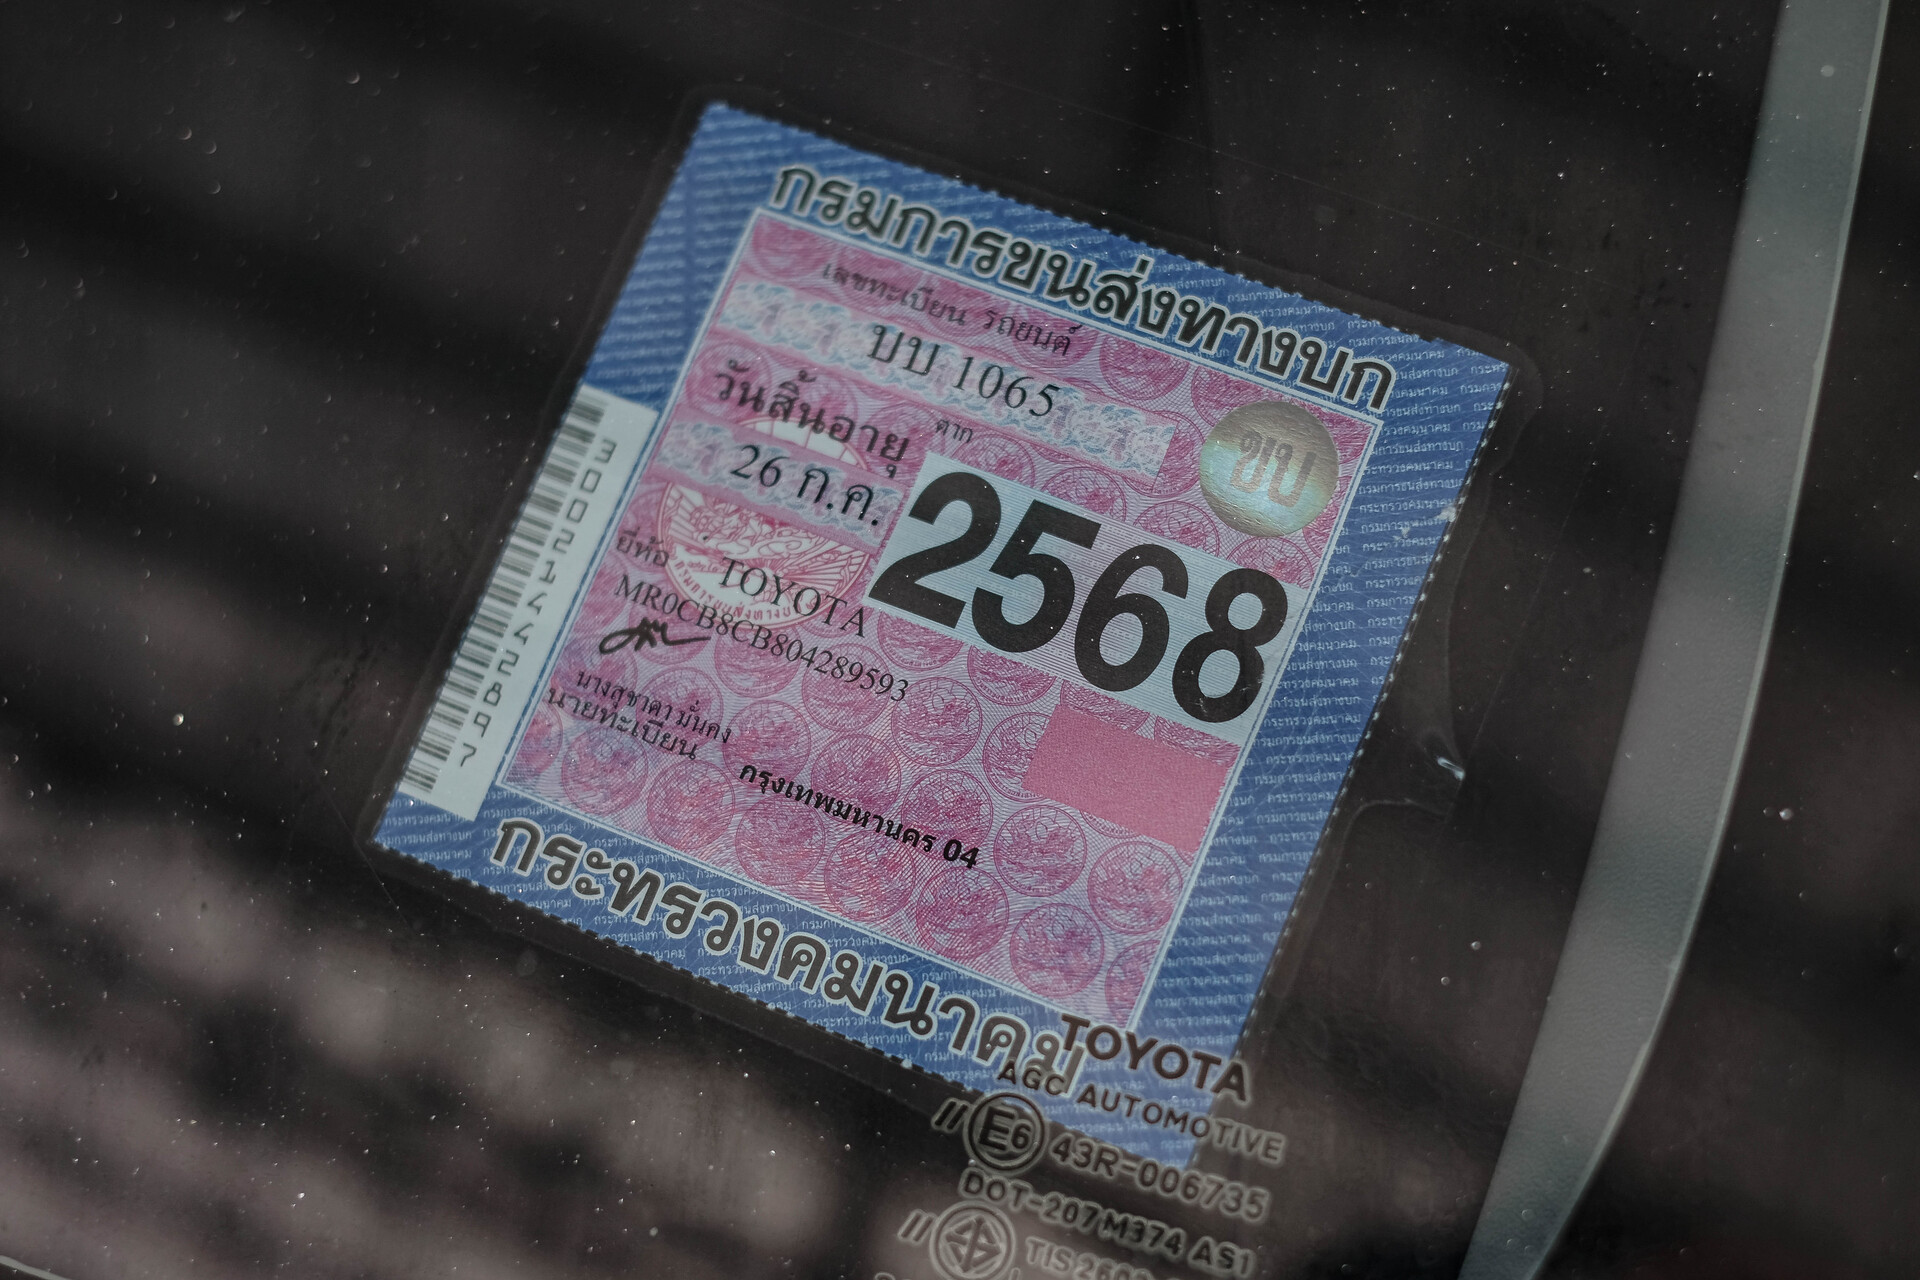 กรมการขนส่งทางบก
เลขทะเบียน รถยนต์
บบ 1065
ตาก
ขบ
วันสิ้นอายุ
26 ก.ค.
2568
ยี่ห้อ TOYOTA
MR0CB8CB804289593
นางสุชาดา มั่นคง
นายทะเบียน
กรุงเทพมหานคร 04
กระทรวงคมนาคม
TOYOTA
AGC AUTOMOTIVE
E6 43R-006735
DOT-207 M374 AS1